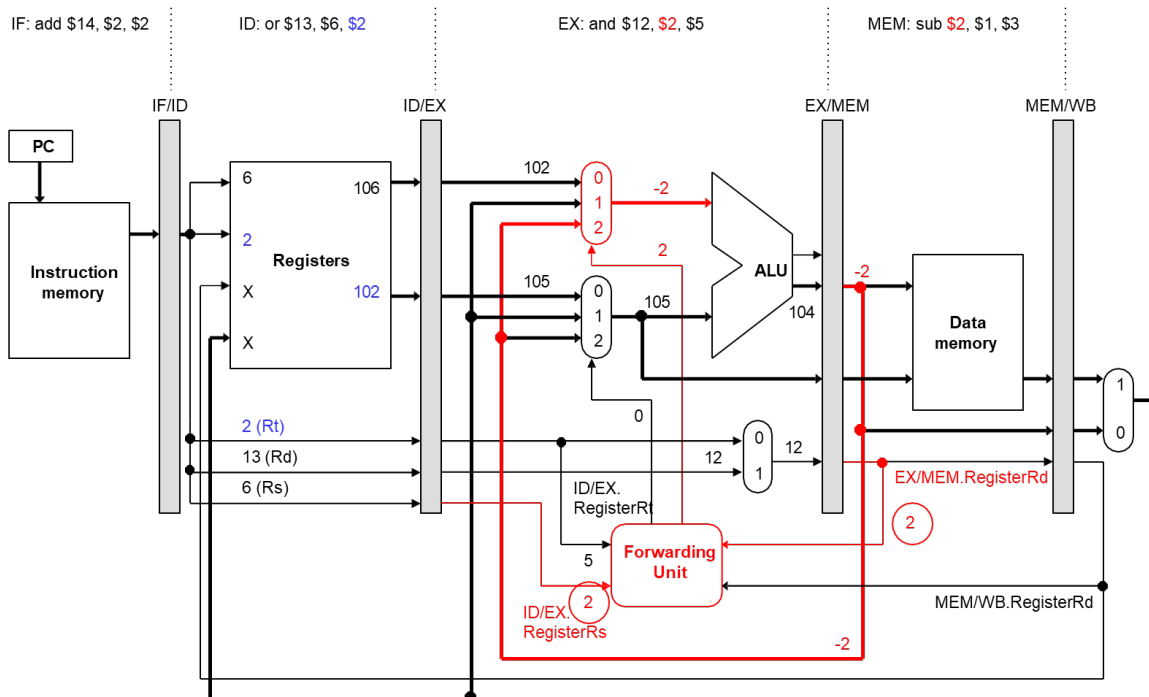 IF: add $14, $2, $2
ID: or $13, $6, $2
EX: and $12, $2, $5
MEM: sub $2, $1, $3
IF/ID
ID/EX
EX/MEM
MEM/WB
PC
Instruction
memory
6
2
X
X
Registers
106
102
102
0
1
2
-2
2
105
0
1
2
105
0
ALU
104
-2
Data
memory
1
0
2 (Rt)
13 (Rd)
6 (Rs)
12
0
1
12
ID/EX.
RegisterRt
EX/MEM.RegisterRd
2
5
Forwarding
Unit
2
ID/EX.
RegisterRs
MEM/WB.RegisterRd
-2